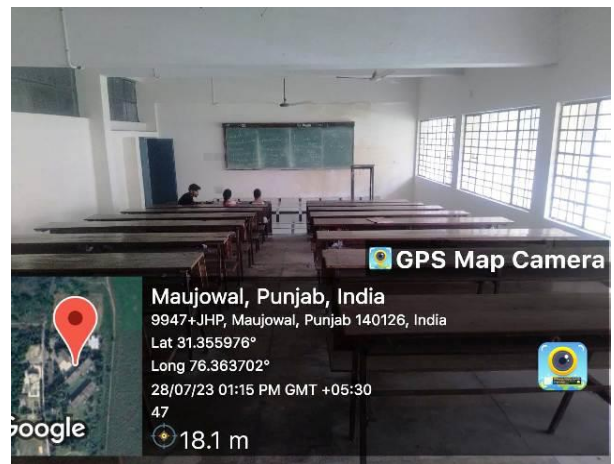 GPS Map Camera
Maujowal, Punjab, India
9947+JHP, Maujowal, Punjab 140126, India
Lat 31.355976°
Long 76.363702°
28/07/23 01:15 PM GMT +05:30
47
18.1 m
Google